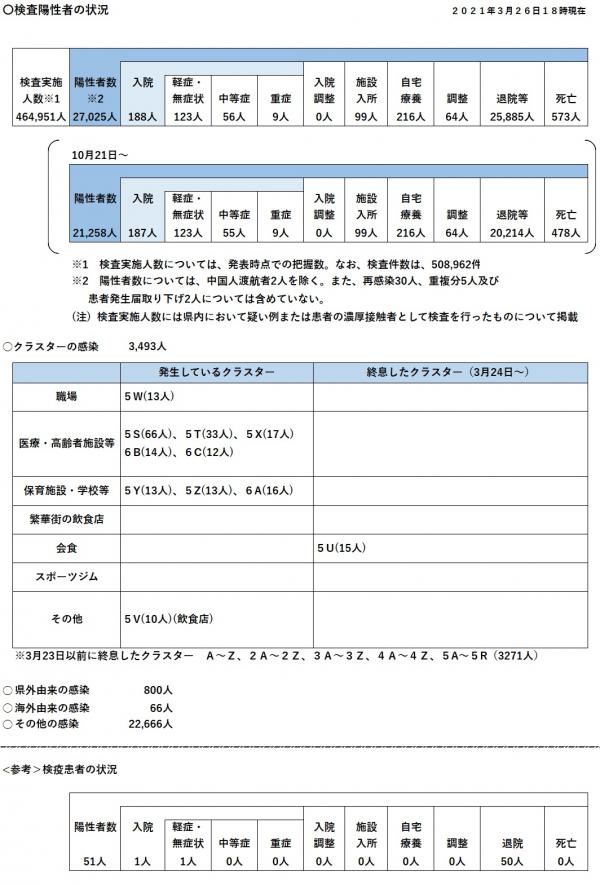 〇検査陽性者の状況
２０２１年３月２６日１８時現在
検査実施人数※1 陽性者数※2 入院 軽症・無症状 中等症 重症 入院調整 施設入所 自宅療養 調整 退院等 死亡
464,951人 27,025人 188人 123人 56人 9人 0人 99人 216人 64人 25,885人 573人
10月21日～
陽性者数 入院 軽症・無症状 中等症 重症 入院調整 施設入所 自宅療養 調整 退院等 死亡
21,258人 187人 123人 55人 9人 0人 99人 216人 64人 20,214人 478人
※1 検査実施人数については、発表時点での把握数。なお、検査件数は、508,962件
※2 陽性者数については、中国人渡航者2人を除く。また、再感染30人、重複分5人及び
患者発生届取り下げ2人については含めていない。
（注）検査実施人数には県内において疑い例または患者の濃厚接触者として検査を行ったものについて掲載
〇クラスターの感染 3,493人
発生しているクラスター 終息したクラスター（3月24日～）
職場 ５W(13人)
医療・高齢者施設等 ５S(66人)、５T(33人)、５X(17人)
６B(14人)、６C(12人)
保育施設・学校等 ５Y(13人)、５Z(13人)、６A(16人)
繁華街の飲食店
会食 ５U(15人)
スポーツジム
その他 ５V(10人)(飲食店)
※3月23日以前に終息したクラスター Ａ～Ｚ、２Ａ～２Ｚ、３Ａ～３Ｚ、４Ａ～４Ｚ、５A～５R（3271人）
〇 県外由来の感染 800人
〇 海外由来の感染 66人
〇 その他の感染 22,666人
<参考＞検疫患者の状況
陽性者数 入院 軽症・無症状 中等症 重症 入院調整 施設入所 自宅療養 調整 退院 死亡
51人 1人 1人 0人 0人 0人 0人 0人 0人 50人 0人